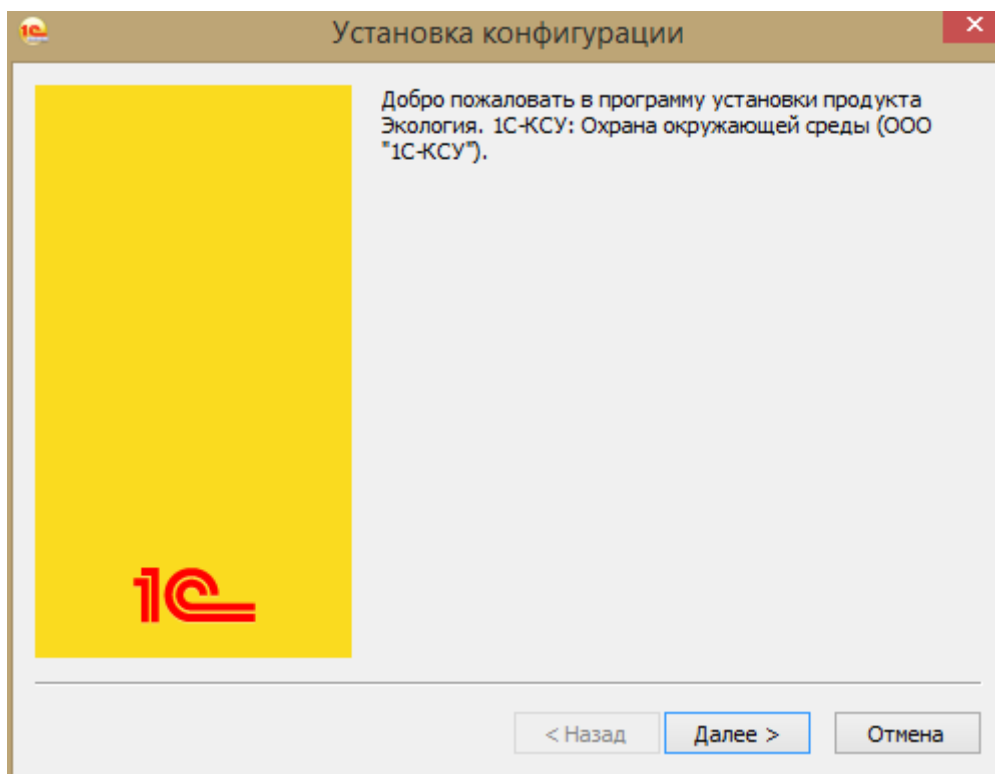 Установка конфигурации
Добро пожаловать в программу установки продукта
Экология. 1С-КСУ: Охрана окружающей среды (ООО
"1С-КСУ").
1С
< Назад
Далее >
Отмена